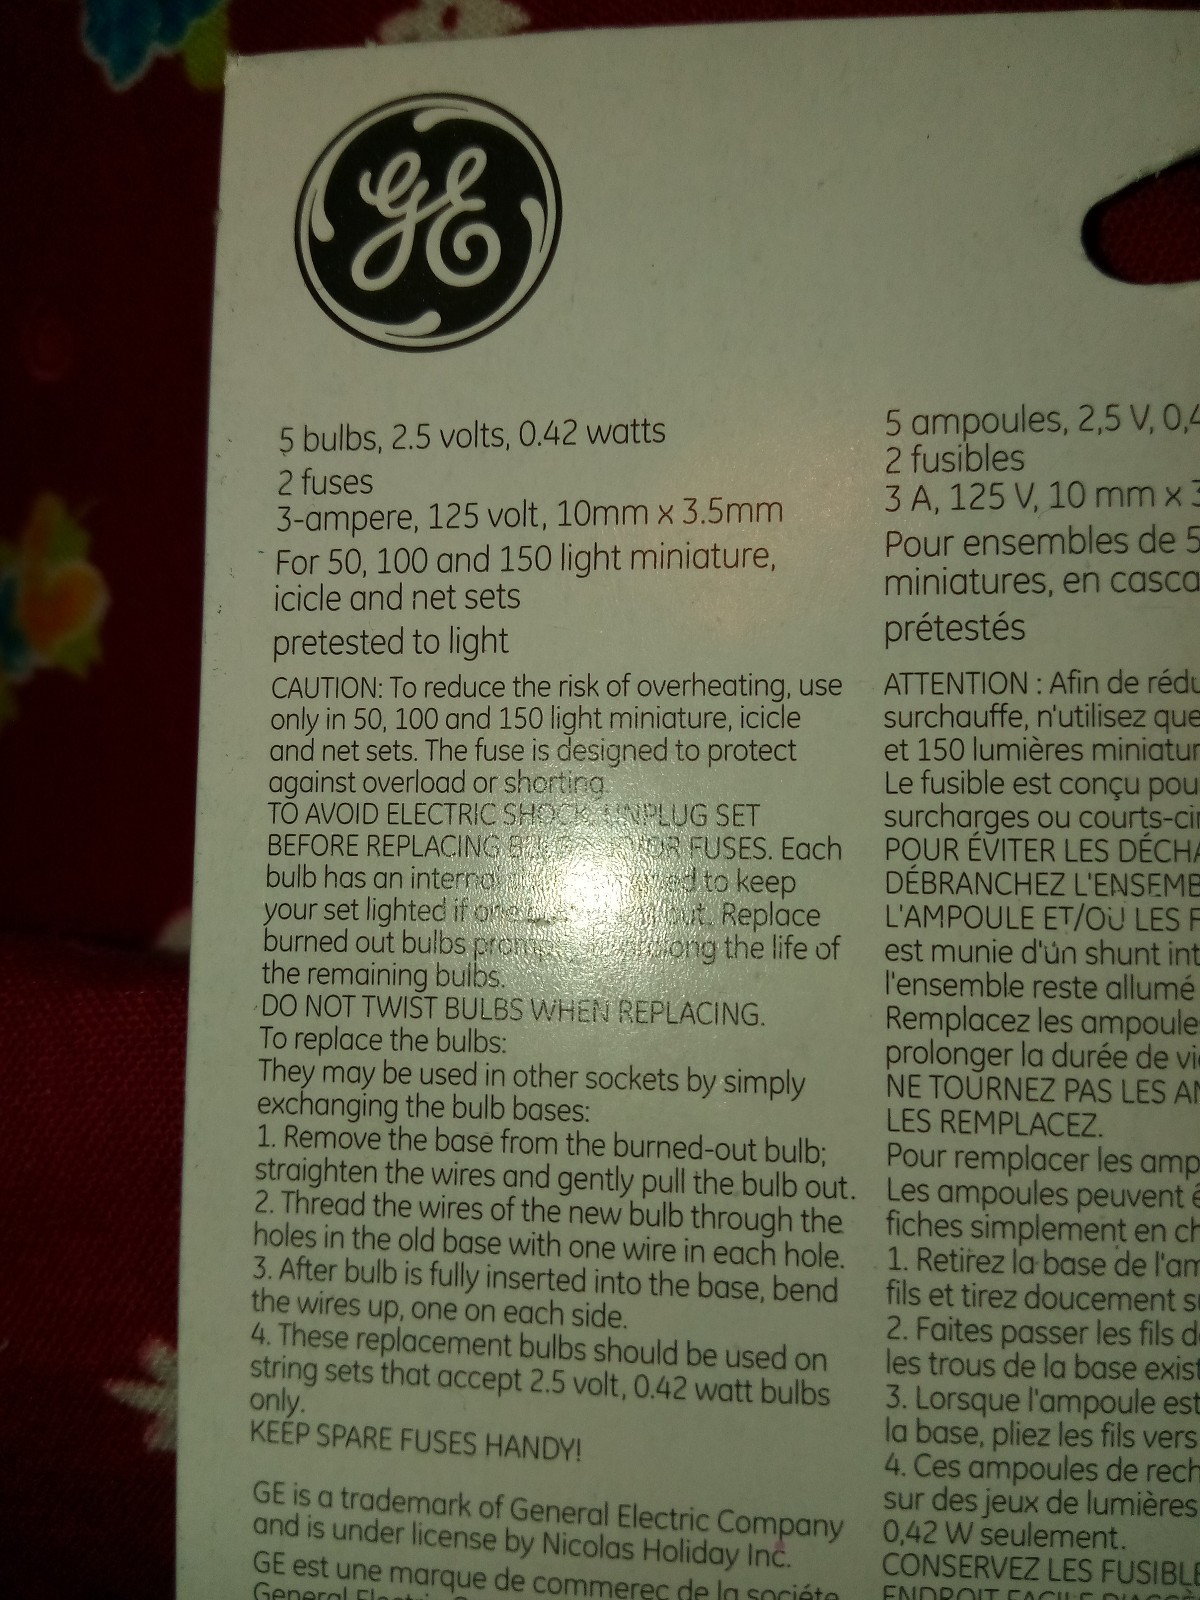 GE
5 bulbs, 2.5 volts, 0.42 watts
2 fuses
3-ampere, 125 volt, 10mm x 3.5mm
For 50, 100 and 150 light miniature,
icicle and net sets
pretested to light
CAUTION: To reduce the risk of overheating, use
only in 50, 100 and 150 light miniature, icicle
and net sets. The fuse is designed to protect
against overload or shorting.
TO AVOID ELECTRIC SHOCK, UNPLUG SET
BEFORE REPLACING FUSES. Each
bulb has an to keep
your set lighted if one out. Replace
burned out bulbs the life of
the remaining bulbs.
DO NOT TWIST BULBS WHEN REPLACING.
To replace the bulbs:
They may be used in other sockets by simply
exchanging the bulb bases:
1. Remove the base from the burned-out bulb;
straighten the wires and gently pull the bulb out.
2. Thread the wires of the new bulb through the
holes in the old base with one wire in each hole.
3. After bulb is fully inserted into the base, bend
the wires up, one on each side.
4. These replacement bulbs should be used on
string sets that accept 2.5 volt, 0.42 watt bulbs
only.
KEEP SPARE FUSES HANDY!
GE is a trademark of General Electric Company
and is under license by Nicolas Holiday Inc.
GE est une marque de commerec de la sociéte
General Electric
5 ampoules, 2,5 V,
2 fusibles
3 A, 125 V, 10 mm x
Pour ensembles de
miniatures, en
prétestés
ATTENTION : Afin de
surchauffe, n'utilisez que
et 150 lumières
Le fusible est conçu
surcharges ou
POUR ÉVITER LES
DÉBRANCHEZ
L'AMPOULE ET/OU LES
est munie d'ùn shunt
l'ensemble reste allumé
Remplacez les
prolonger la durée de
NE TOURNEZ PAS LES
LES REMPLACEZ.
Pour remplacer les
Les ampoules peuvent
fiches simplement en
1. Retirez la base de
fils et tirez doucement
2. Faites passer les fils
les trous de la base
3. Lorsque l'ampoule est
la base, pliez les fils vers
4. Ces ampoules de
sur des jeux de lumières
0,42 W seulement.
CONSERVEZ LES
ENDROIT FACILE